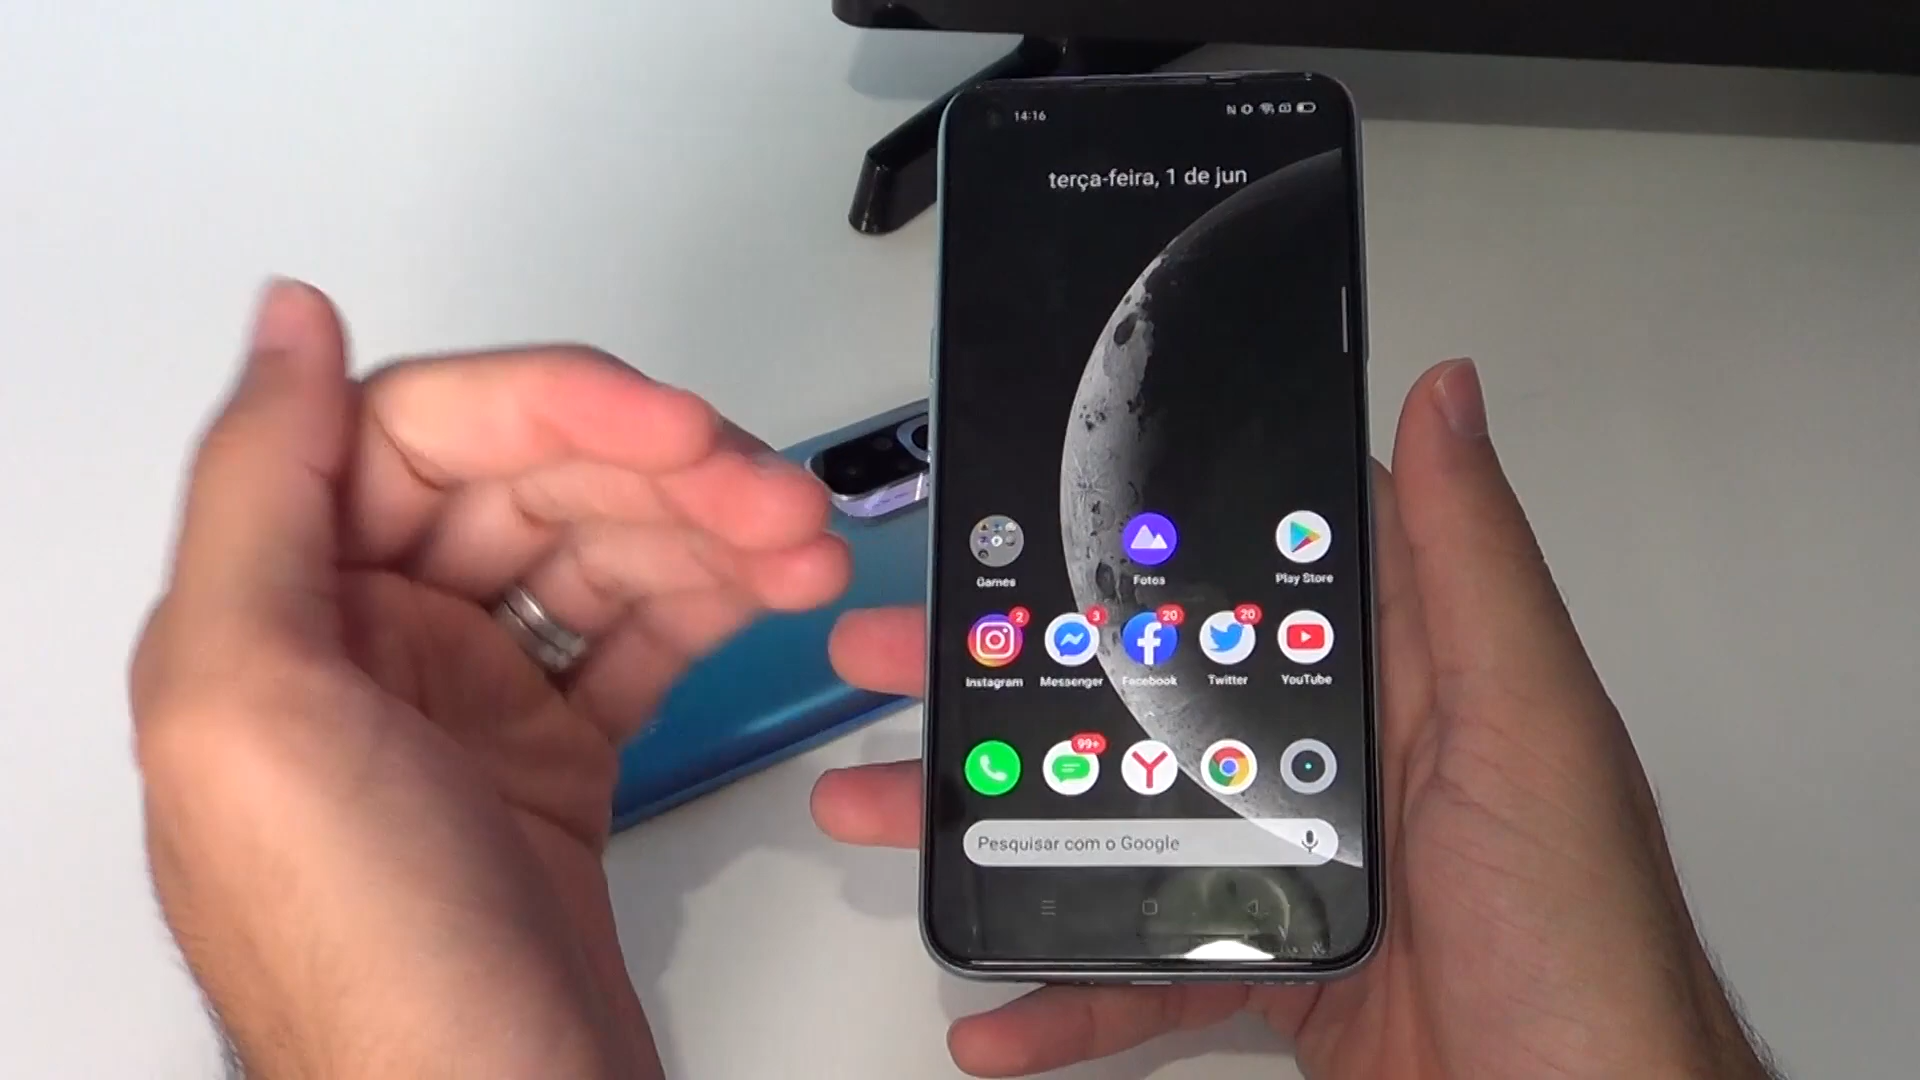 14:16
terça-feira, 1 de jun
Games
Fotos
Play Store
2
3
20
20
Instagram
Messenger
Facebook
Twitter
YouTube
99+
Pesquisar com o Google